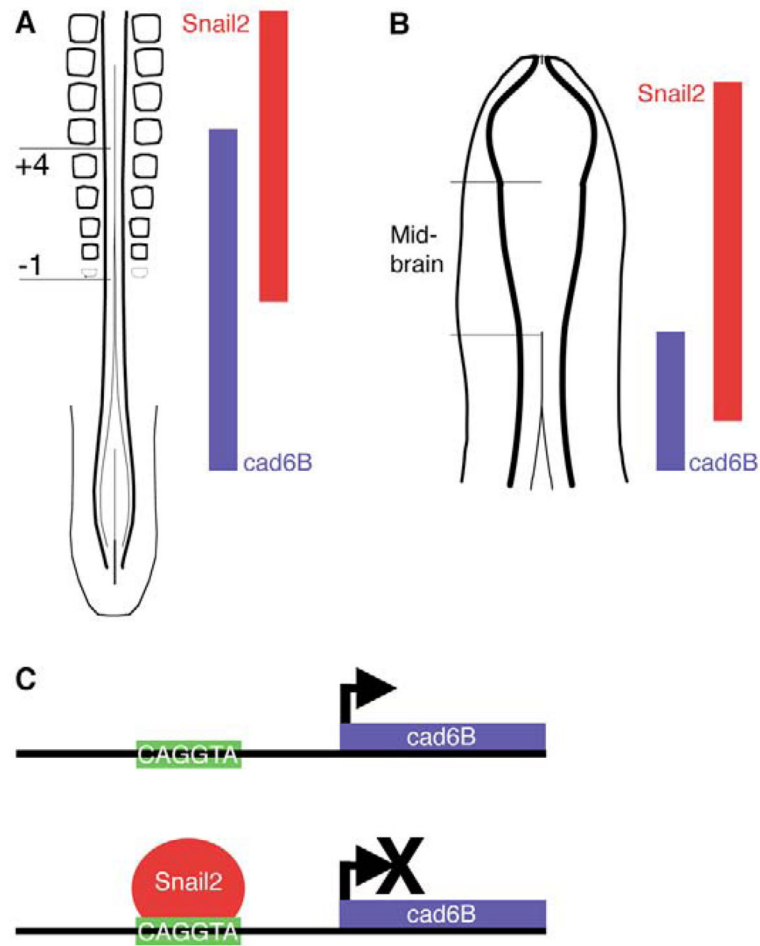 A
Snail2
+4
-1
cad6B
B
Snail2
Mid-
brain
cad6B
C
CAGGTA
cad6B
Snail2
X
CAGGTA
cad6B